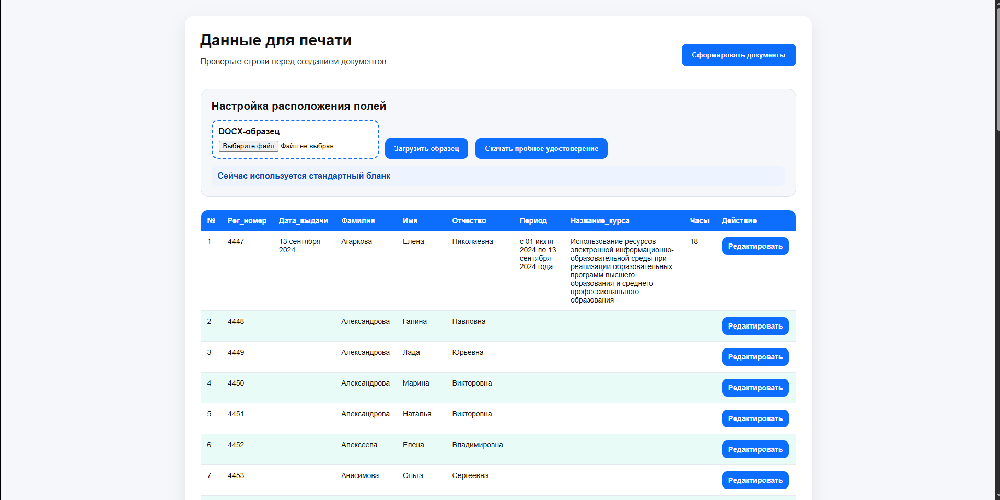 Данные для печати
Проверьте строки перед созданием документов
Сформировать документы
Настройка расположения полей
DOCX-образец
Выберите файл Файл не выбран
Загрузить образец
Скачать пробное удостоверение
Сейчас используется стандартный бланк
№ Рег_номер Дата_выдачи Фамилия Имя Отчество Период Название_курса Часы Действие
1 4447 13 сентября Агаркова Елена Николаевна с 01 июля Использование ресурсов 18 Редактировать
2024 2024 по 13 электронной информационно-
сентября образовательной среды при
2024 года реализации образовательных
программ высшего
образования и среднего
профессионального
образования
2 4448 Александрова Галина Павловна Редактировать
3 4449 Александрова Лада Юрьевна Редактировать
4 4450 Александрова Марина Викторовна Редактировать
5 4451 Александрова Наталья Викторовна Редактировать
6 4452 Алексеева Елена Владимировна Редактировать
7 4453 Анисимова Ольга Сергеевна Редактировать